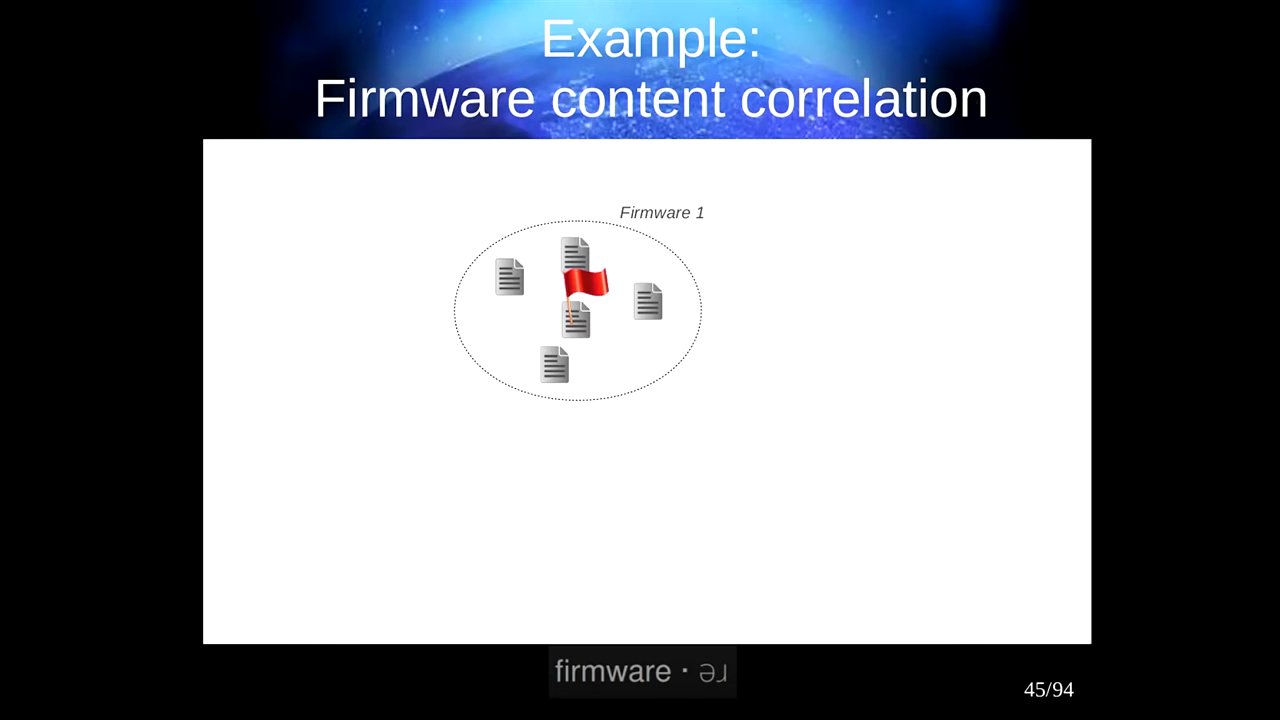 Example:
Firmware content correlation
Firmware 1
firmware · ǝɹ
45/94